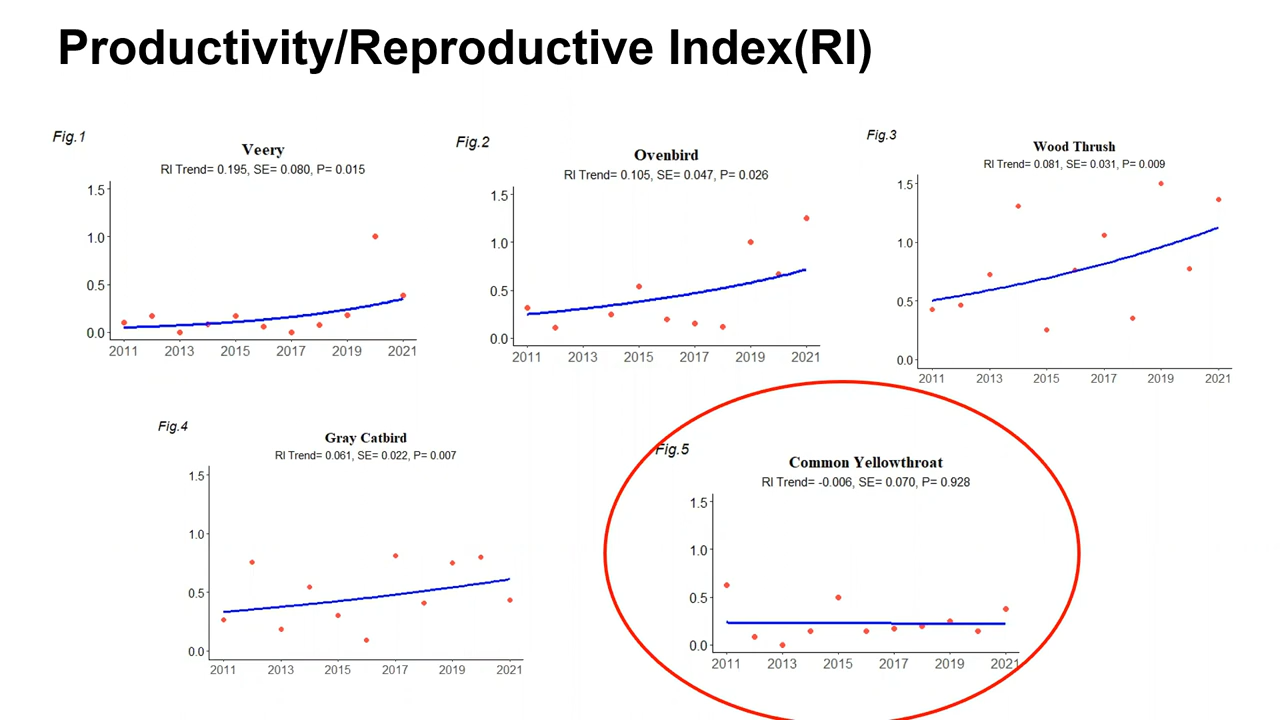 Productivity/Reproductive Index(RI)
Fig.1
Veery
RI Trend= 0.195, SE= 0.080, P= 0.015
1.5
1.0
0.5
0.0
2011 2013 2015 2017 2019 2021
Fig.2
Ovenbird
RI Trend= 0.105, SE= 0.047, P= 0.026
1.5
1.0
0.5
0.0
2011 2013 2015 2017 2019 2021
Fig.3
Wood Thrush
RI Trend= 0.081, SE= 0.031, P= 0.009
1.5
1.0
0.5
0.0
2011 2013 2015 2017 2019 2021
Fig.4
Gray Catbird
RI Trend= 0.061, SE= 0.022, P= 0.007
1.5
1.0
0.5
0.0
2011 2013 2015 2017 2019 2021
Fig.5
Common Yellowthroat
RI Trend= -0.006, SE= 0.070, P= 0.928
1.5
1.0
0.5
0.0
2011 2013 2015 2017 2019 2021